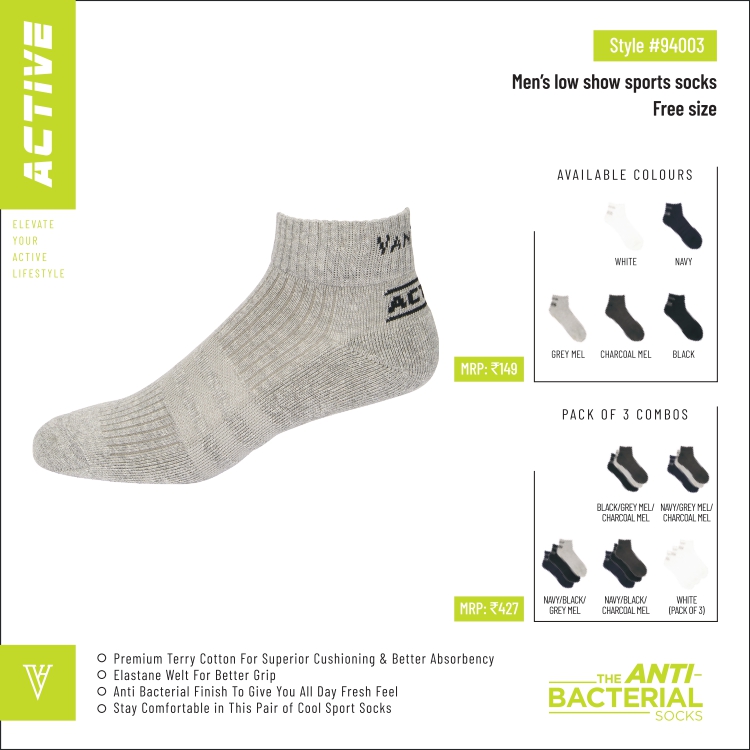 ACTIVE
ELEVATE
YOUR
ACTIVE
LIFESTYLE
Style #94003
Men's low show sports socks
Free size
AVAILABLE COLOURS
WHITE
NAVY
GREY MEL
CHARCOAL MEL
BLACK
MRP: ₹149
VAN
ACT
PACK OF 3 COMBOS
BLACK/GREY MEL/
CHARCOAL MEL
NAVY/GREY MEL/
CHARCOAL MEL
NAVY/BLACK/
GREY MEL
NAVY/BLACK/
CHARCOAL MEL
WHITE
(PACK OF 3)
MRP: ₹427
Premium Terry Cotton For Superior Cushioning & Better Absorbency
Elastane Welt For Better Grip
Anti Bacterial Finish To Give You All Day Fresh Feel
Stay Comfortable in This Pair of Cool Sport Socks
THE ANTI-
BACTERIAL
SOCKS